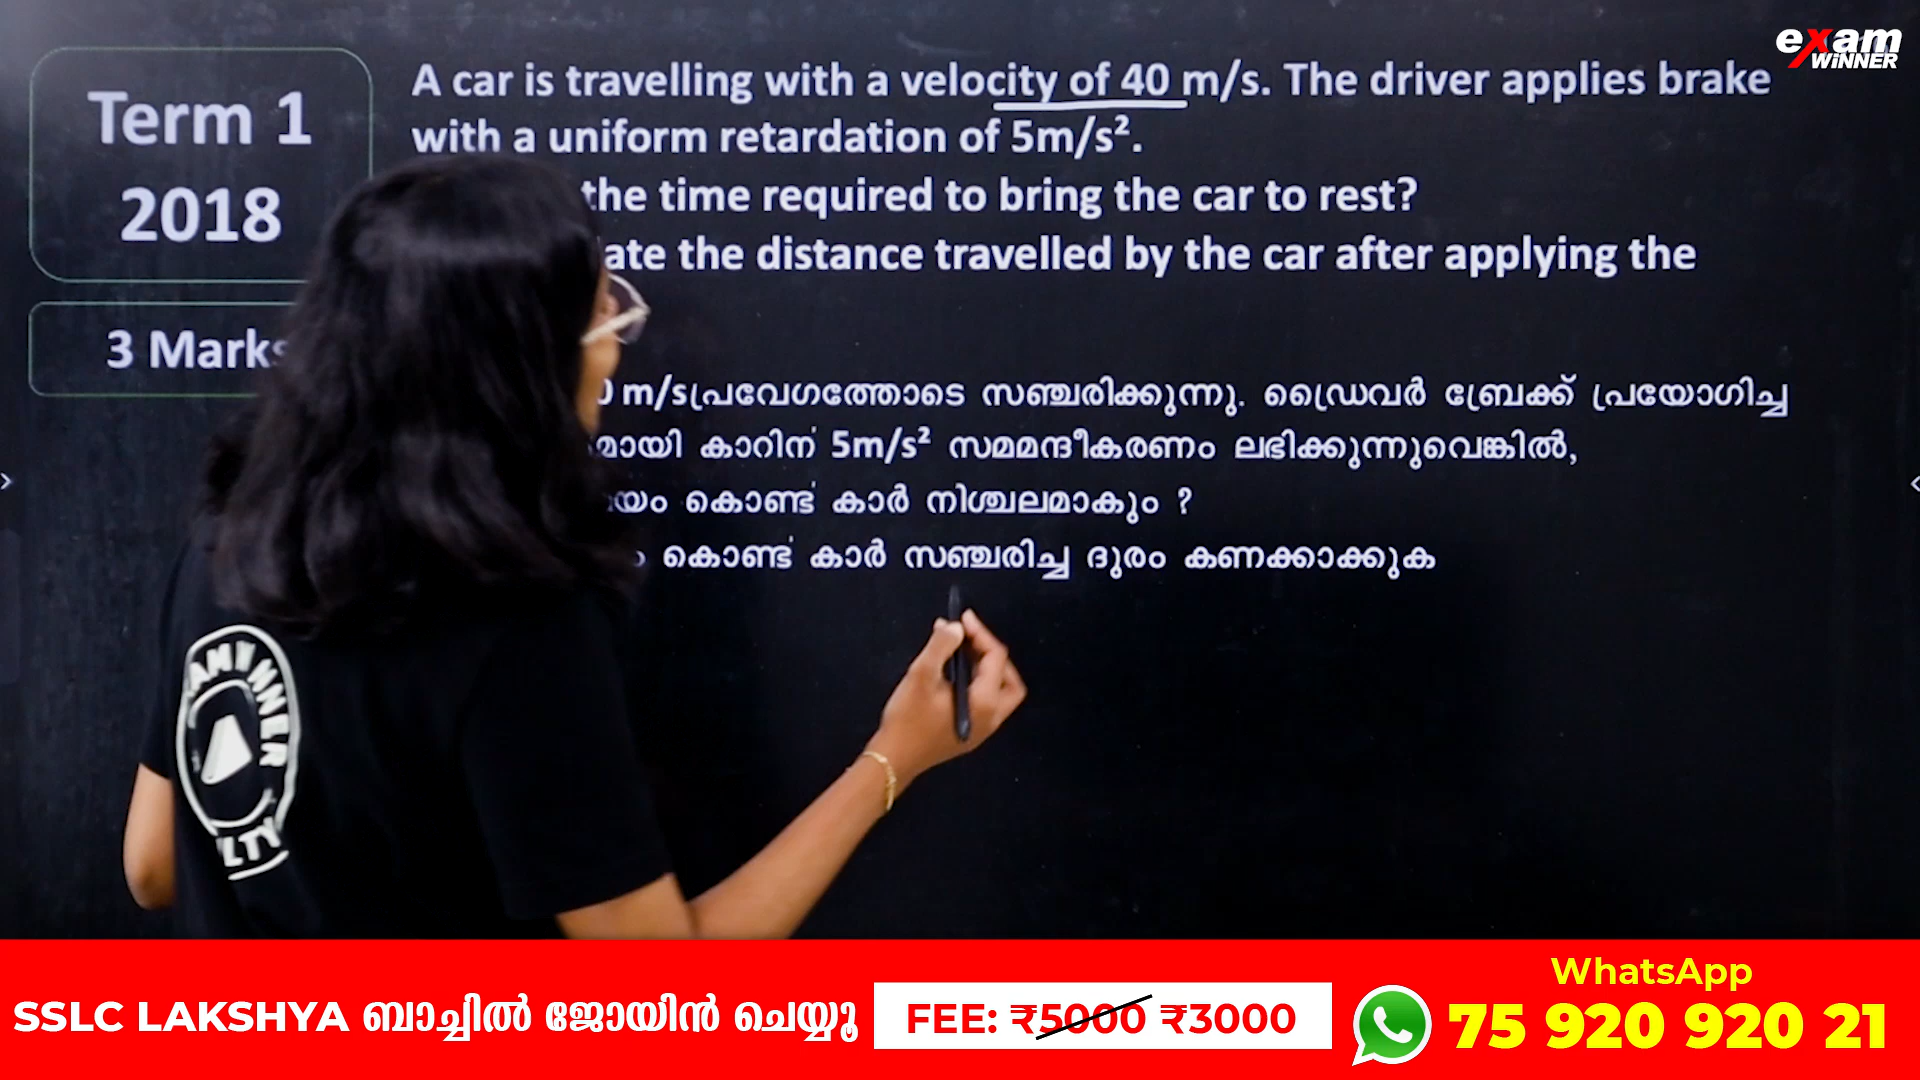 exam
WiNNER
Term 1
2018
3 Marks
A car is travelling with a velocity of 40 m/s. The driver applies brake
with a uniform retardation of 5m/s².
the time required to bring the car to rest?
the distance travelled by the car after applying the
m/sപ്രവേഗത്തോടെ സഞ്ചരിക്കുന്നു. ഡ്രൈവർ ബ്രേക്ക് പ്രയോഗിച്ച
കാറിന് 5m/s² സമമന്ദീകരണം ലഭിക്കുന്നുവെങ്കിൽ,
കൊണ്ട് കാർ നിശ്ചലമാകും ?
കൊണ്ട് കാർ സഞ്ചരിച്ച ദൂരം കണക്കാക്കുക
SSLC LAKSHYA ബാച്ചിൽ ജോയിൻ ചെയ്യൂ
FEE: ₹5000 ₹3000
WhatsApp
75 920 920 21